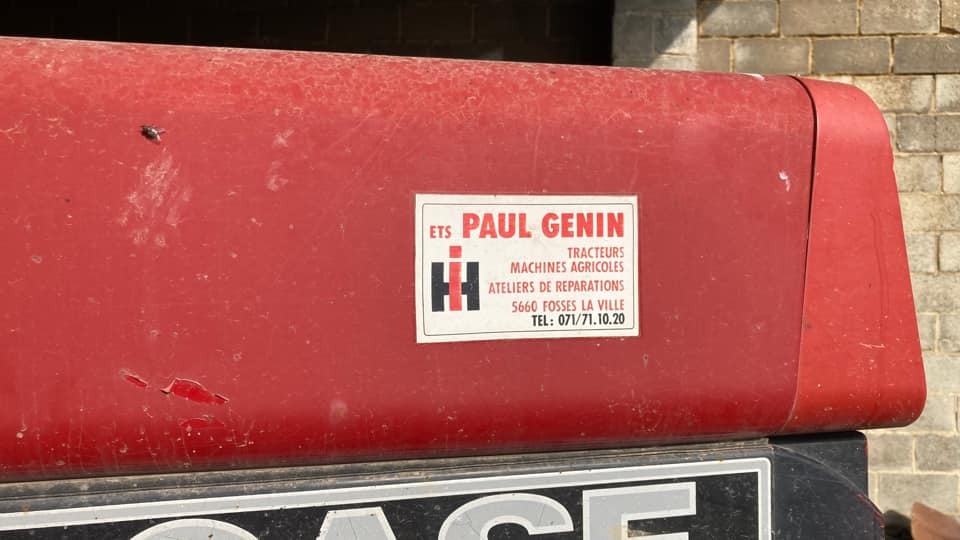 ETS PAUL GENIN
IH
TRACTEURS
MACHINES AGRICOLES
ATELIERS DE REPARATIONS
5660 FOSSES LA VILLE
TEL: 071/71.10.20
CASE